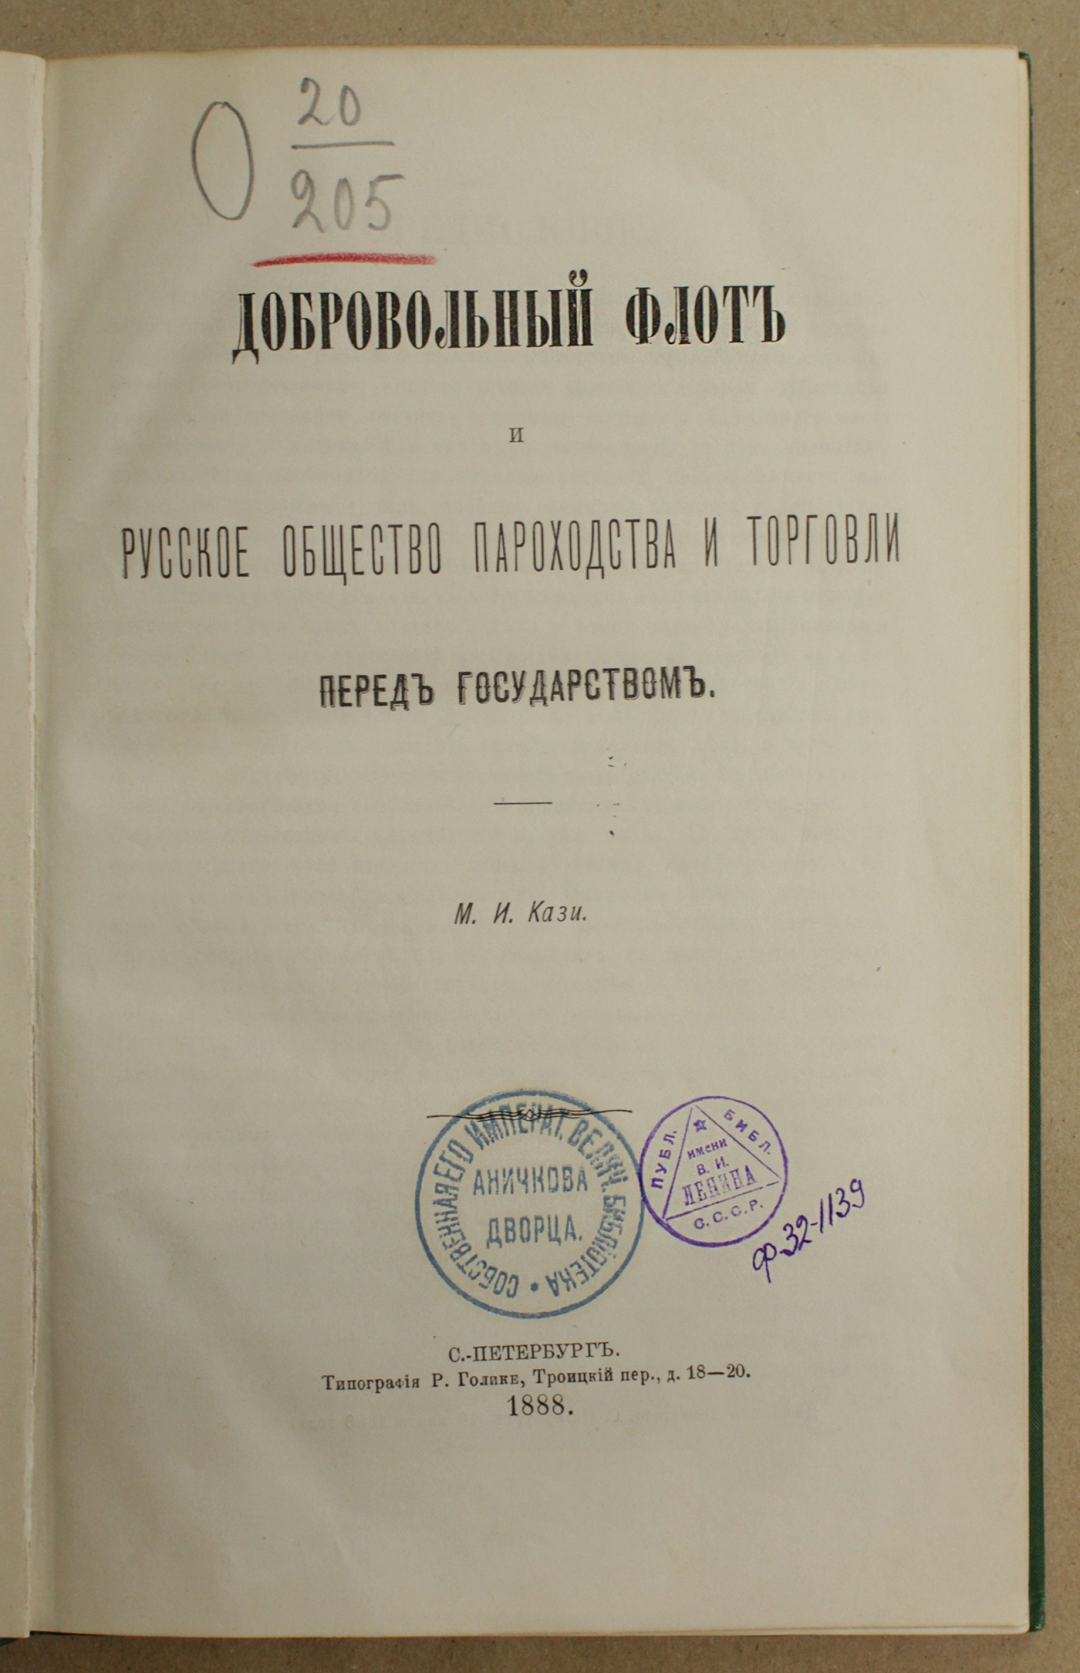 О 20
205
ДОБРОВОЛЬНЫЙ ФЛОТЪ
И
РУССКОЕ ОБЩЕСТВО ПАРОХОДСТВА И ТОРГОВЛИ
ПЕРЕДЪ ГОСУДАРСТВОМЪ.
М. И. Кази.
СОБСТВЕННАЯ ЕГО ИМПЕРАТ. ВЕЛИЧ. БИБЛІОТЕКА
АНИЧКОВА
ДВОРЦА.
ПУБЛ. БИБЛ.
имени
В. И.
ЛЕНИНА
С.С.С.Р.
ф-32-1139
С.-ПЕТЕРБУРГЪ.
Типографія Р. Голике, Троицкій пер., д. 18—20.
1888.